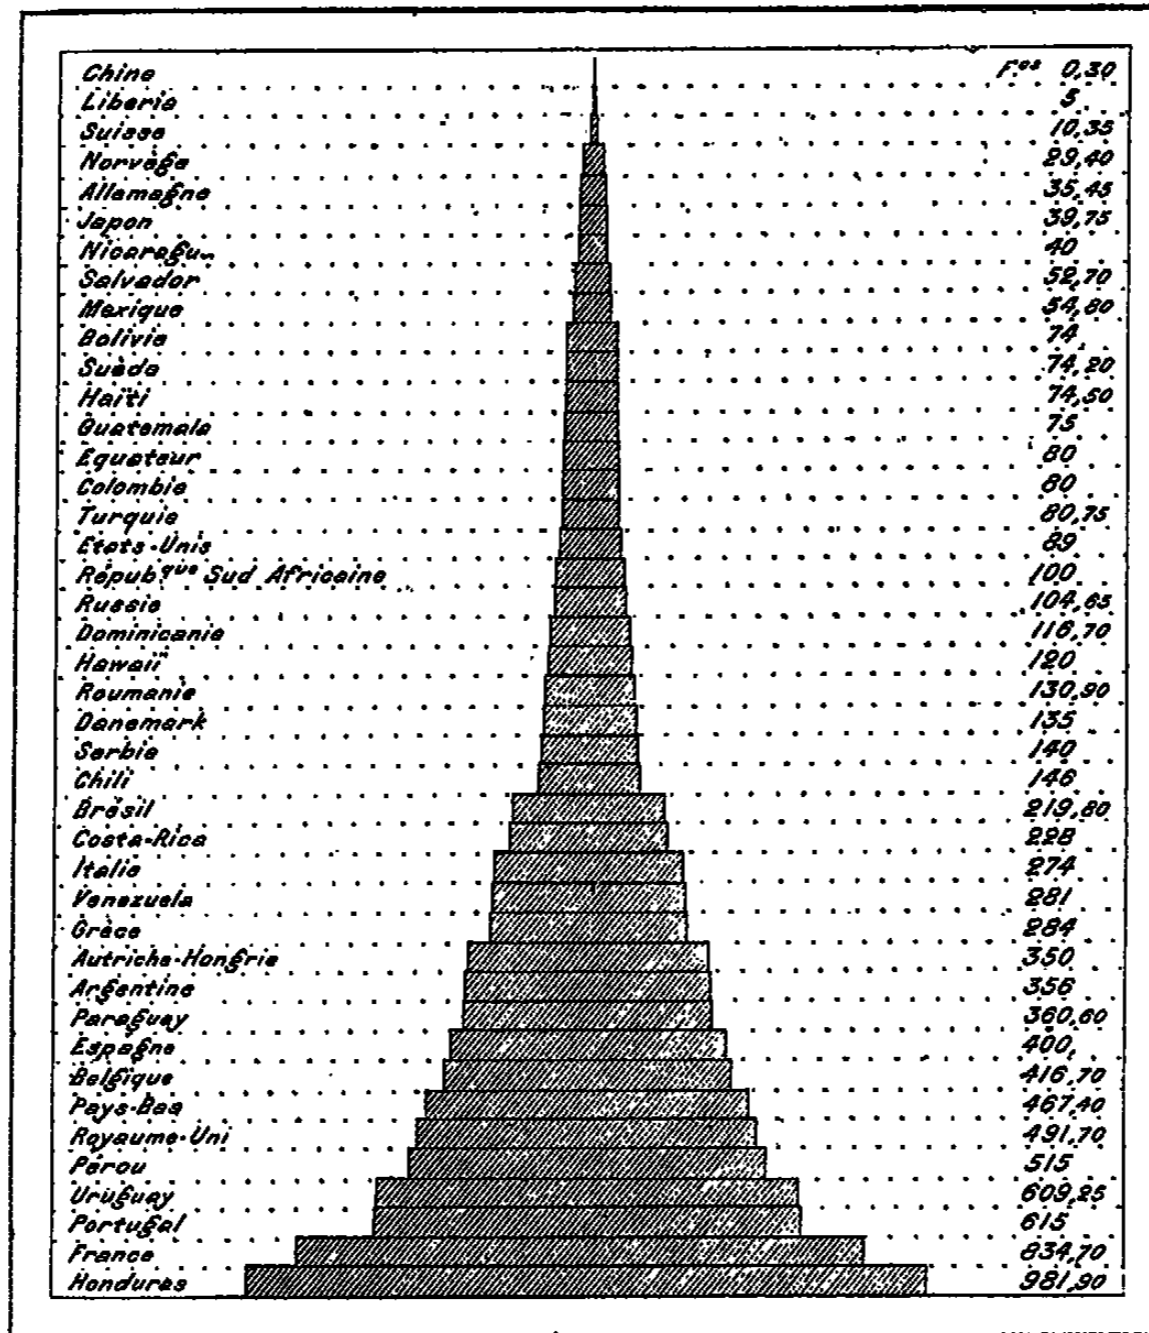 Chine F.cs 0,30
Liberia 5
Suisse 10,35
Norvège 29,40
Allemagne 35,45
Japon 39,75
Nicaragua 40
Salvador 52,70
Mexique 54,80
Bolivie 74
Suède 74,20
Haïti 74,50
Guatemala 75
Equateur 80
Colombie 80
Turquie 80,75
Etats-Unis 89
Républ.que Sud Africaine 100
Russie 104,65
Dominicanie 116,70
Hawaiï 120
Roumanie 130,90
Danemark 135
Serbie 140
Chili 146
Brésil 219,80
Costa-Rica 228
Italie 274
Venezuela 281
Grèce 284
Autriche-Hongrie 350
Argentine 356
Paraguay 360,60
Espagne 400,
Belgique 416,70
Pays-Bas 467,40
Royaume-Uni 491,70
Pérou 515
Uruguay 609,25
Portugal 615
France 834,70
Honduras 981,90